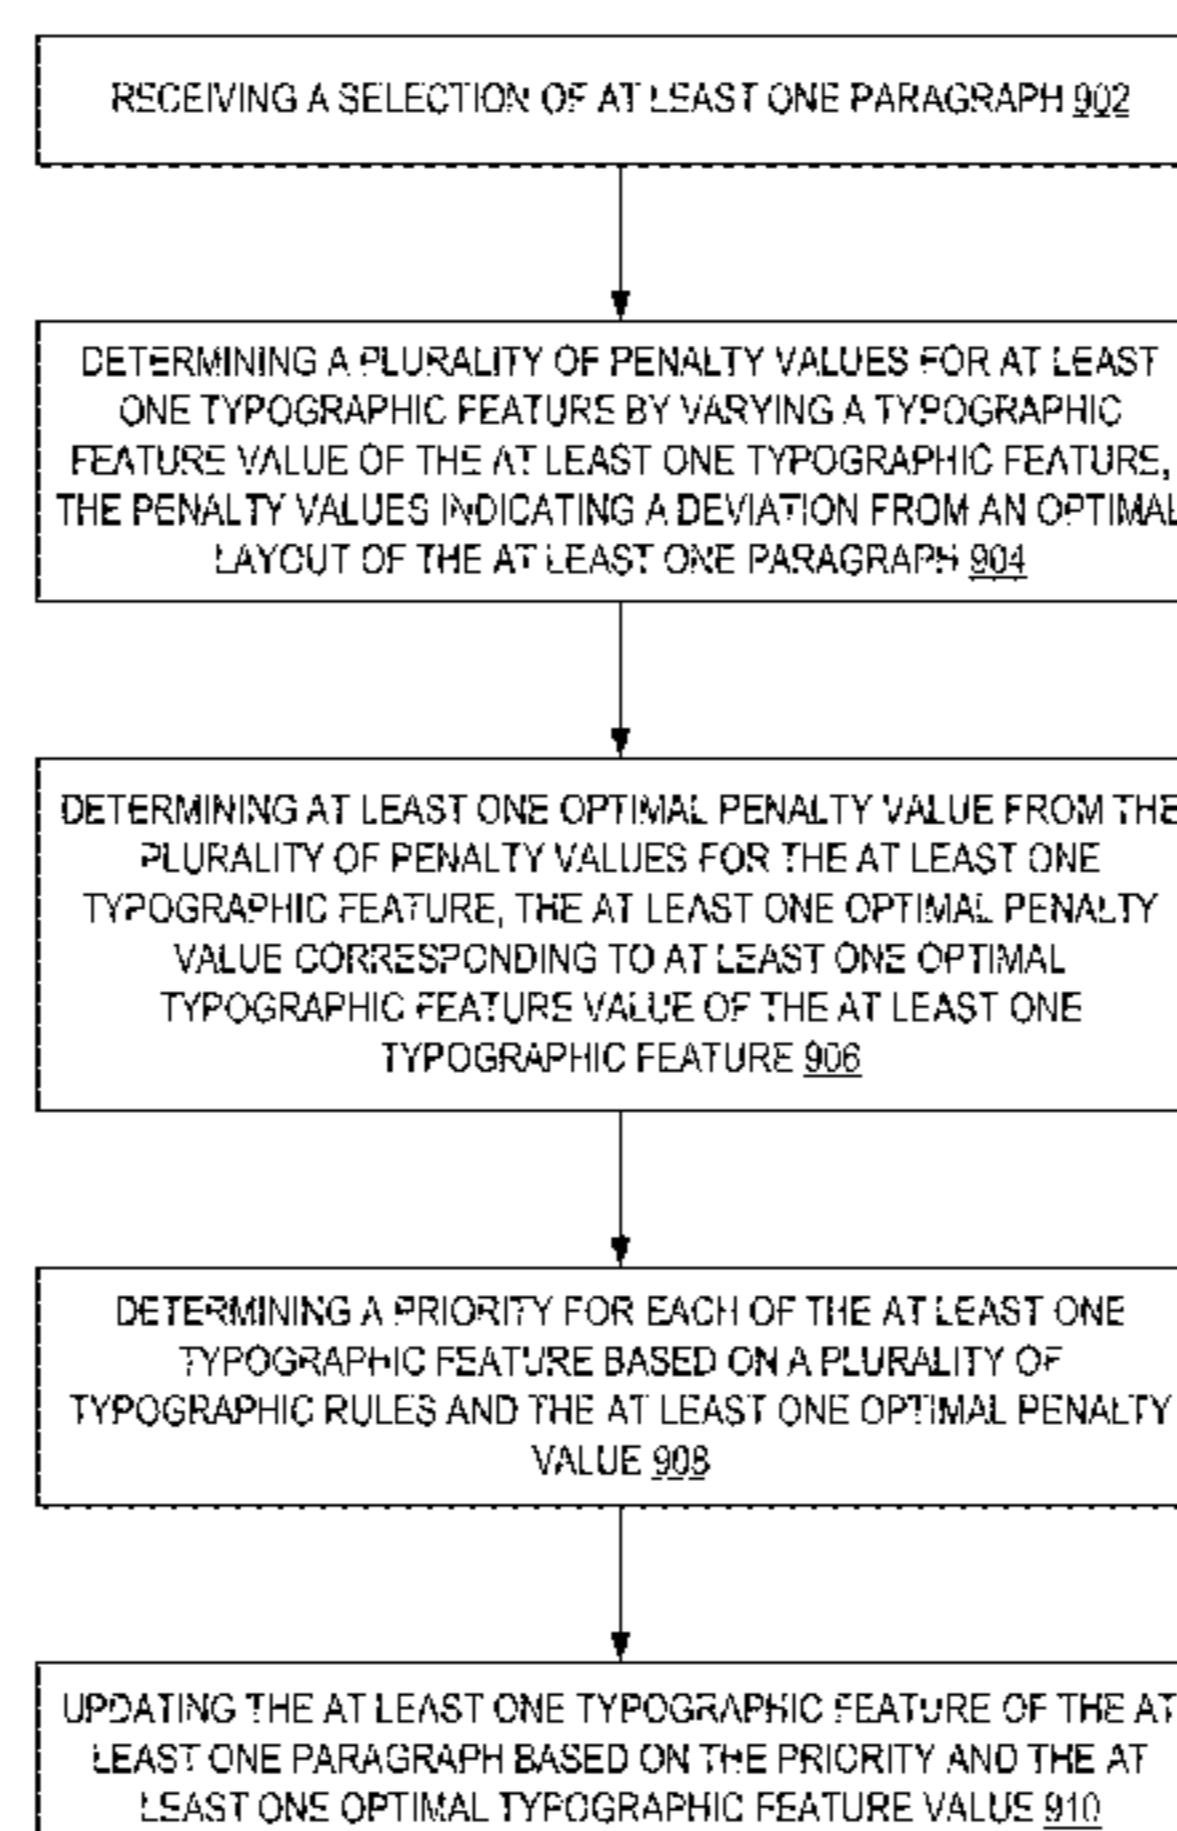 RECEIVING A SELECTION OF AT LEAST ONE PARAGRAPH 902
DETERMINING A PLURALITY OF PENALTY VALUES FOR AT LEAST
ONE TYPOGRAPHIC FEATURE BY VARYING A TYPOGRAPHIC
FEATURE VALUE OF THE AT LEAST ONE TYPOGRAPHIC FEATURE,
THE PENALTY VALUES INDICATING A DEVIATION FROM AN OPTIMAL
LAYOUT OF THE AT LEAST ONE PARAGRAPH 904
DETERMINING AT LEAST ONE OPTIMAL PENALTY VALUE FROM THE
PLURALITY OF PENALTY VALUES FOR THE AT LEAST ONE
TYPOGRAPHIC FEATURE, THE AT LEAST ONE OPTIMAL PENALTY
VALUE CORRESPONDING TO AT LEAST ONE OPTIMAL
TYPOGRAPHIC FEATURE VALUE OF THE AT LEAST ONE
TYPOGRAPHIC FEATURE 906
DETERMINING A PRIORITY FOR EACH OF THE AT LEAST ONE
TYPOGRAPHIC FEATURE BASED ON A PLURALITY OF
TYPOGRAPHIC RULES AND THE AT LEAST ONE OPTIMAL PENALTY
VALUE 908
UPDATING THE AT LEAST ONE TYPOGRAPHIC FEATURE OF THE AT
LEAST ONE PARAGRAPH BASED ON THE PRIORITY AND THE AT
LEAST ONE OPTIMAL TYPOGRAPHIC FEATURE VALUE 910